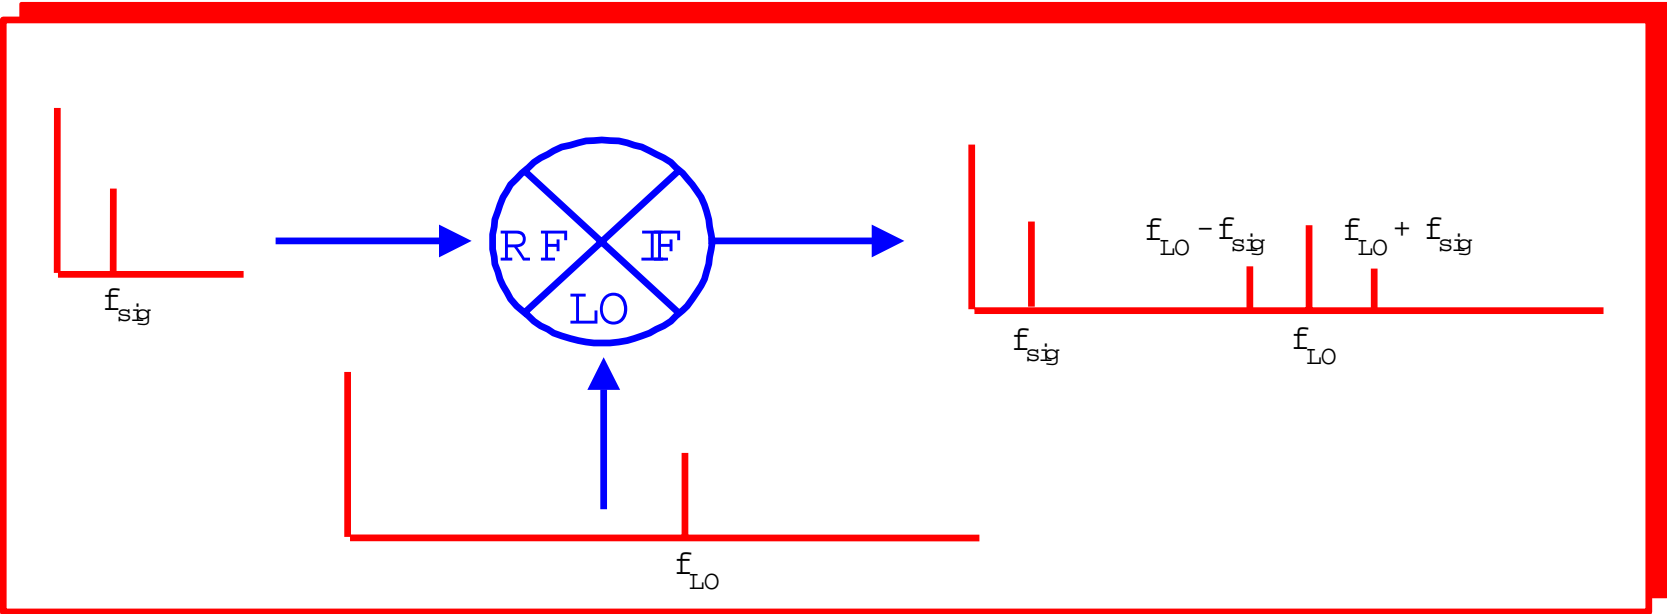 f_sig
RF IF
LO
f_LO
f_LO - f_sig
f_LO + f_sig
f_sig
f_LO